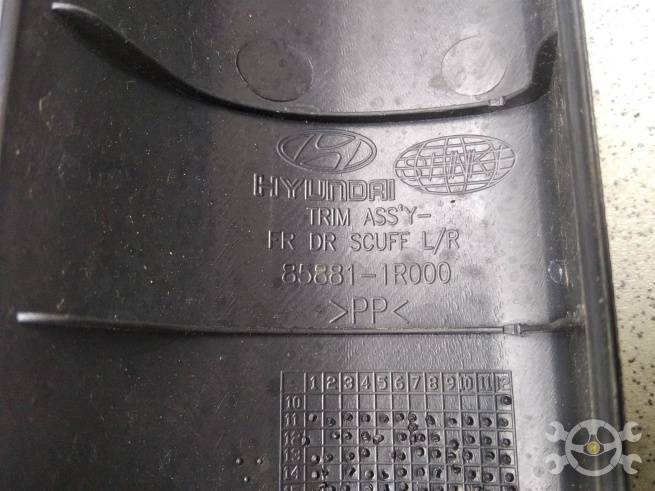 HYUNDAI
TRIM ASS'Y-
FR DR SCUFF L/R
85881-1R000
>PP<
1 2 3 4 5 6 7 8 9 10 11 12
10
11
12
13
14